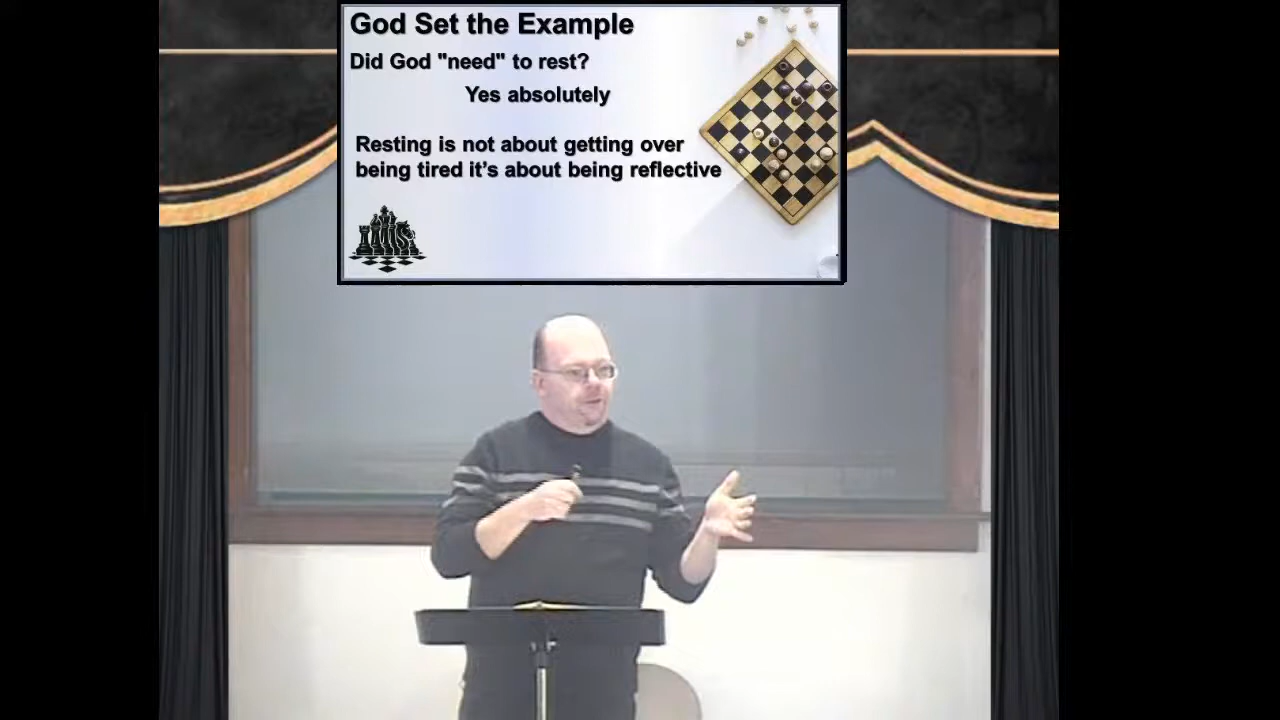 God Set the Example
Did God "need" to rest?
Yes absolutely
Resting is not about getting over
being tired it’s about being reflective